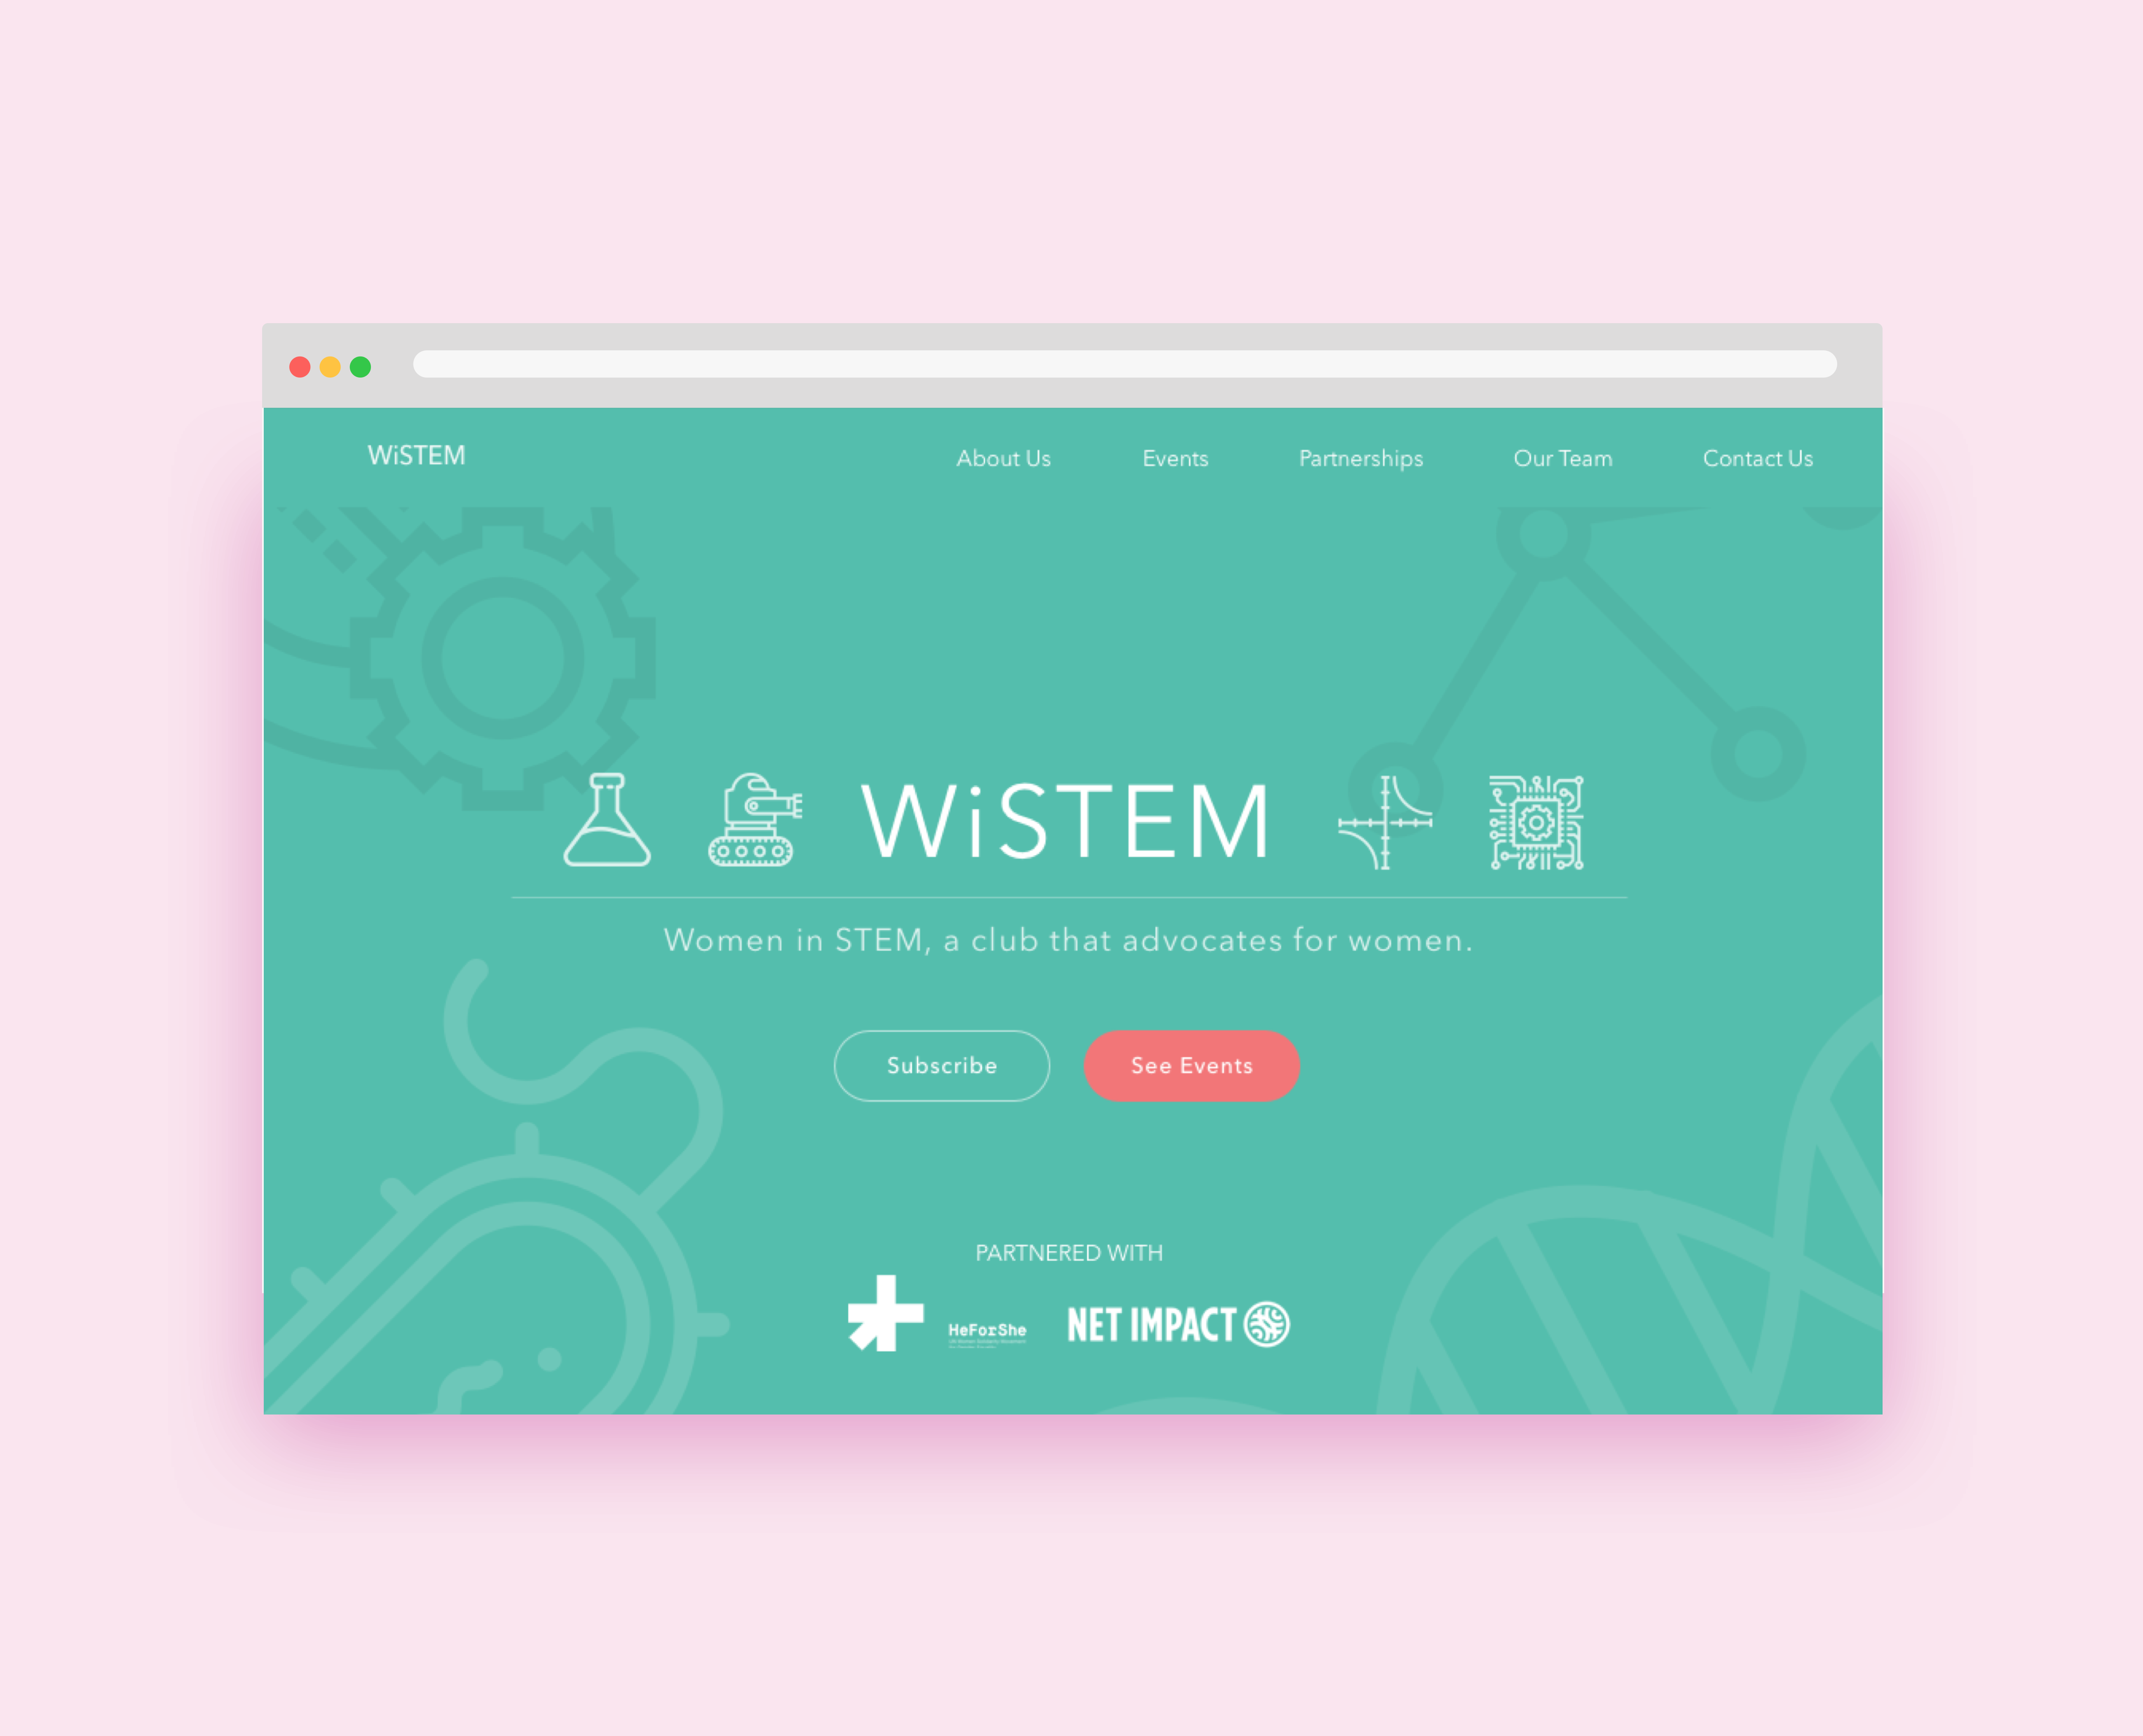 WiSTEM
About Us
Events
Partnerships
Our Team
Contact Us
WiSTEM
Women in STEM, a club that advocates for women.
Subscribe
See Events
PARTNERED WITH
HeForShe
NET IMPACT